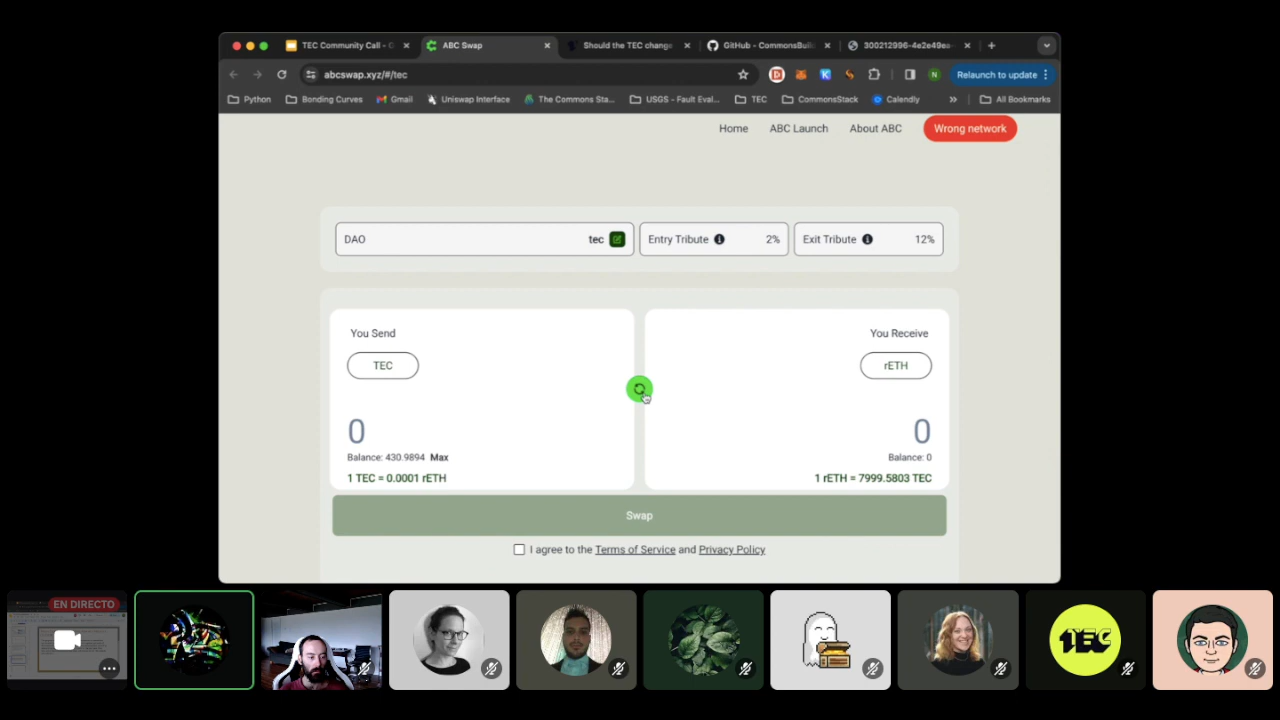 TEC Community Call - C
ABC Swap
Should the TEC change
GitHub - CommonsBuil
300212996-4e2e49ea-
abcswap.xyz/#/tec
Relaunch to update
Python
Bonding Curves
Gmail
Uniswap Interface
The Commons Sta...
USGS - Fault Eval...
TEC
CommonsStack
Calendly
»
All Bookmarks
Home
ABC Launch
About ABC
Wrong network
DAO
tec
Entry Tribute
2%
Exit Tribute
12%
You Send
You Receive
TEC
rETH
0
0
Balance: 430.9894 Max
Balance: 0
1 TEC = 0.0001 rETH
1 rETH = 7999.5803 TEC
Swap
I agree to the Terms of Service and Privacy Policy
EN DIRECTO
TEC